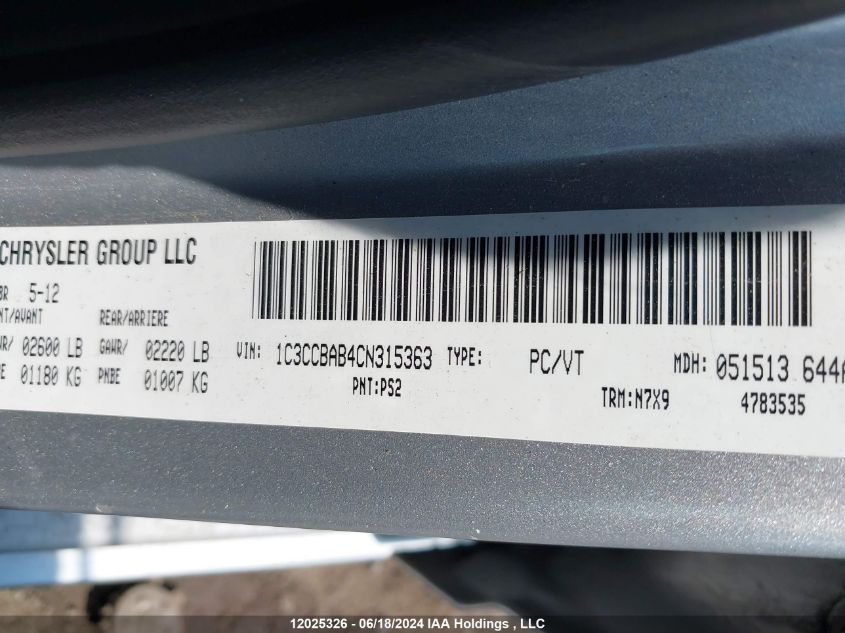 CHRYSLER GROUP LLC
5-12
REAR/ARRIERE
02600 LB GAWR/ 02220 LB
01180 KG PNBE 01007 KG
VIN: 1C3CCBAB4CN315363 TYPE: PC/VT MDH: 051513 644A
PNT:PS2 TRM:N7X9 4783535
12025326 - 06/18/2024 IAA Holdings , LLC